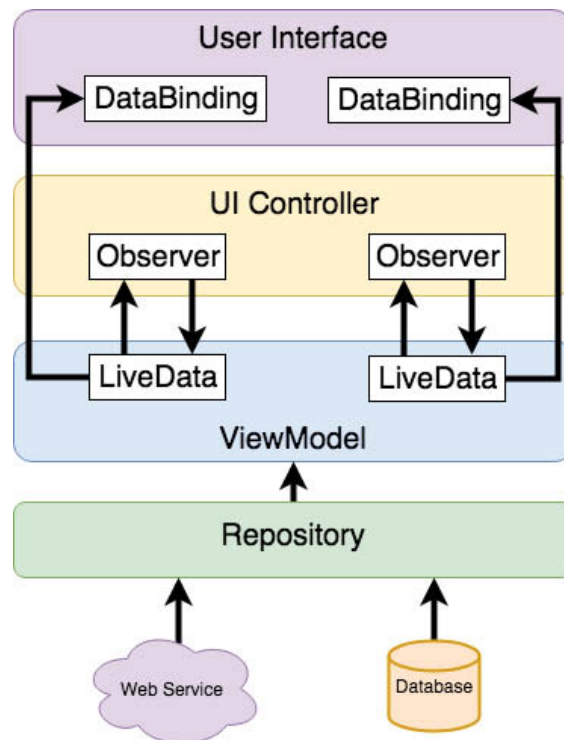 User Interface
DataBinding
DataBinding
UI Controller
Observer
Observer
LiveData
LiveData
ViewModel
Repository
Web Service
Database